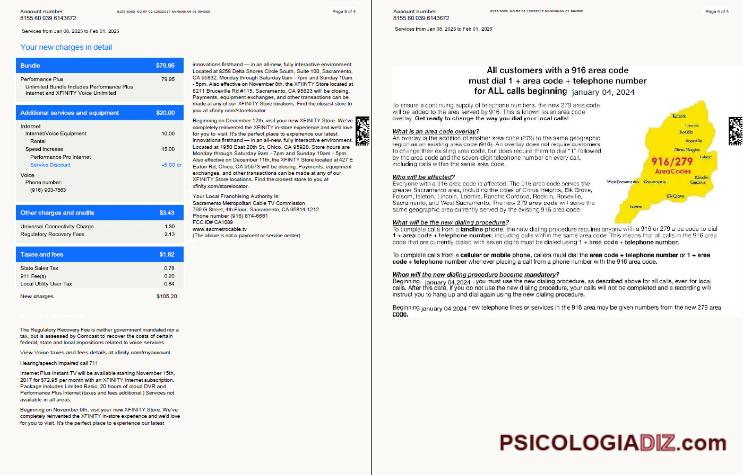 Account number
8155 60 039 6143672
Page 3 of 4
Services from Jan 08, 2025 to Feb 01, 2025
Your new charges in detail
Bundle $79.95
Performance Plus 79.95
- Unlimited Bundle Includes Performance Plus
Internet and XFINITY Voice Unlimited
Additional services and equipment $20.00
Internet
Internet/Voice Equipment 10.00
Rental
Speed Increase 15.00
Performance Pro Internet
Service Discount -5.00 cr
Voice
Phone number:
(916) 903-7683
Other charges and credits $3.43
Universal Connectivity Charge 1.30
Regulatory Recovery Fees 2.13
Taxes and fees $1.82
State Sales Tax 0.78
911 Fee(s) 0.20
Local Utility User Tax 0.84
New charges $105.20
The Regulatory Recovery Fee is neither government mandated nor a
tax, but is assessed by Comcast to recover the costs of certain
federal, state and local impositions related to voice services.
View Voice taxes and fees details at xfinity.com/myaccount
Hearing/speech impaired call 711
Internet Plus Instant TV will be available starting November 15th,
2017 for $72.95 per month with an XFINITY Internet subscription.
Package includes Limited Basic, 20 hours of cloud DVR and
Performance Plus Internet (taxes and fees additional.) Services not
available in all areas.
Beginning on November 9th, visit your new XFINITY Store. We've
completely reinvented the XFINITY in-store experience and we'd love
for you to visit. It's the perfect place to experience our latest
innovations firsthand — in an all-new, fully interactive environment.
Located at 8258 Delta Shores Circle South, Suite 100, Sacramento,
CA 95832. Monday through Saturday 9am - 7pm and Sunday 10am
- 5pm. Also effective on November 8th, the XFINITY Store located at
6211 Bruceville Rd #115, Sacramento, CA 95823 will be closing.
Payments, equipment exchanges, and other transactions can be
made at any of our XFINITY Store locations. Find the closest store to
you at xfinity.com/storelocator.
Beginning on December 12th, visit your new XFINITY Store. We've
completely reinvented the XFINITY in-store experience and we'd love
for you to visit. It's the perfect place to experience our latest
innovations firsthand — in an all-new, fully interactive environment.
Located at 1950 East 20th St, Chico, CA 95928. Store hours are
Monday through Saturday 9am - 7pm and Sunday 10am - 6pm.
Also effective on December 11th, the XFINITY Store located at 427 E
Eaton Rd, Chico, CA 95973 will be closing. Payments, equipment
exchanges, and other transactions can be made at any of our
XFINITY Store locations. Find the closest store to you at
xfinity.com/storelocator.
Your Local Franchising Authority is:
Sacramento Metropolitan Cable TV Commission
799 G Street, 4th Floor, Sacramento, CA 95814-1212
Phone number (916) 874-6661
FCC ID# CA1089
www.sacmetrocable.tv
(The above is not a payment or service center)
Account number
8155 60 039 6143672
Page 4 of 4
Services from Jan 08, 2025 to Feb 01, 2025
All customers with a 916 area code
must dial 1 + area code + telephone number
for ALL calls beginning January 04, 2024
To ensure a continuing supply of telephone numbers, the new 279 area code
will be added to the area served by 916. This is known as an area code
overlay. Get ready to change the way you dial your local calls!
What is an area code overlay?
An overlay is the addition of another area code (279) to the same geographic
region as an existing area code (916). An overlay does not require customers
to change their existing area code, but does require them to dial "1" followed
by the area code and the seven-digit telephone number on every call,
including calls within the same area code.
Who will be affected?
Everyone with a 916 area code is affected. The 916 area code serves the
greater Sacramento area, including the cities of Citrus Heights, Elk Grove,
Folsom, Isleton, Lincoln, Loomis, Rancho Cordova, Rocklin, Roseville,
Sacramento, and West Sacramento. The new 279 area code will serve the
same geographic area currently served by the existing 916 area code.
916/279
Area Codes
What will be the new dialing procedure?
To complete calls from a landline phone, the new dialing procedure requires anyone with a 916 or 279 area code to dial
1 + area code + telephone number, including calls within the same area code. This means that all calls in the 916 area
code that are currently dialed with seven digits must be dialed using 1 + area code + telephone number.
To complete calls from a cellular or mobile phone, callers must dial the area code + telephone number or 1 + area
code + telephone number whenever placing a call from a phone number with the 916 area code.
When will the new dialing procedure become mandatory?
Beginning January 04,2024 , you must use the new dialing procedure, as described above for all calls, even for local
calls. After this date, if you do not use the new dialing procedure, your calls will not be completed and a recording will
instruct you to hang up and dial again using the new dialing procedure.
Beginning January 04,2024 new telephone lines or services in the 916 area may be given numbers from the new 279 area
code.
PSICOLOGIADIZ.com